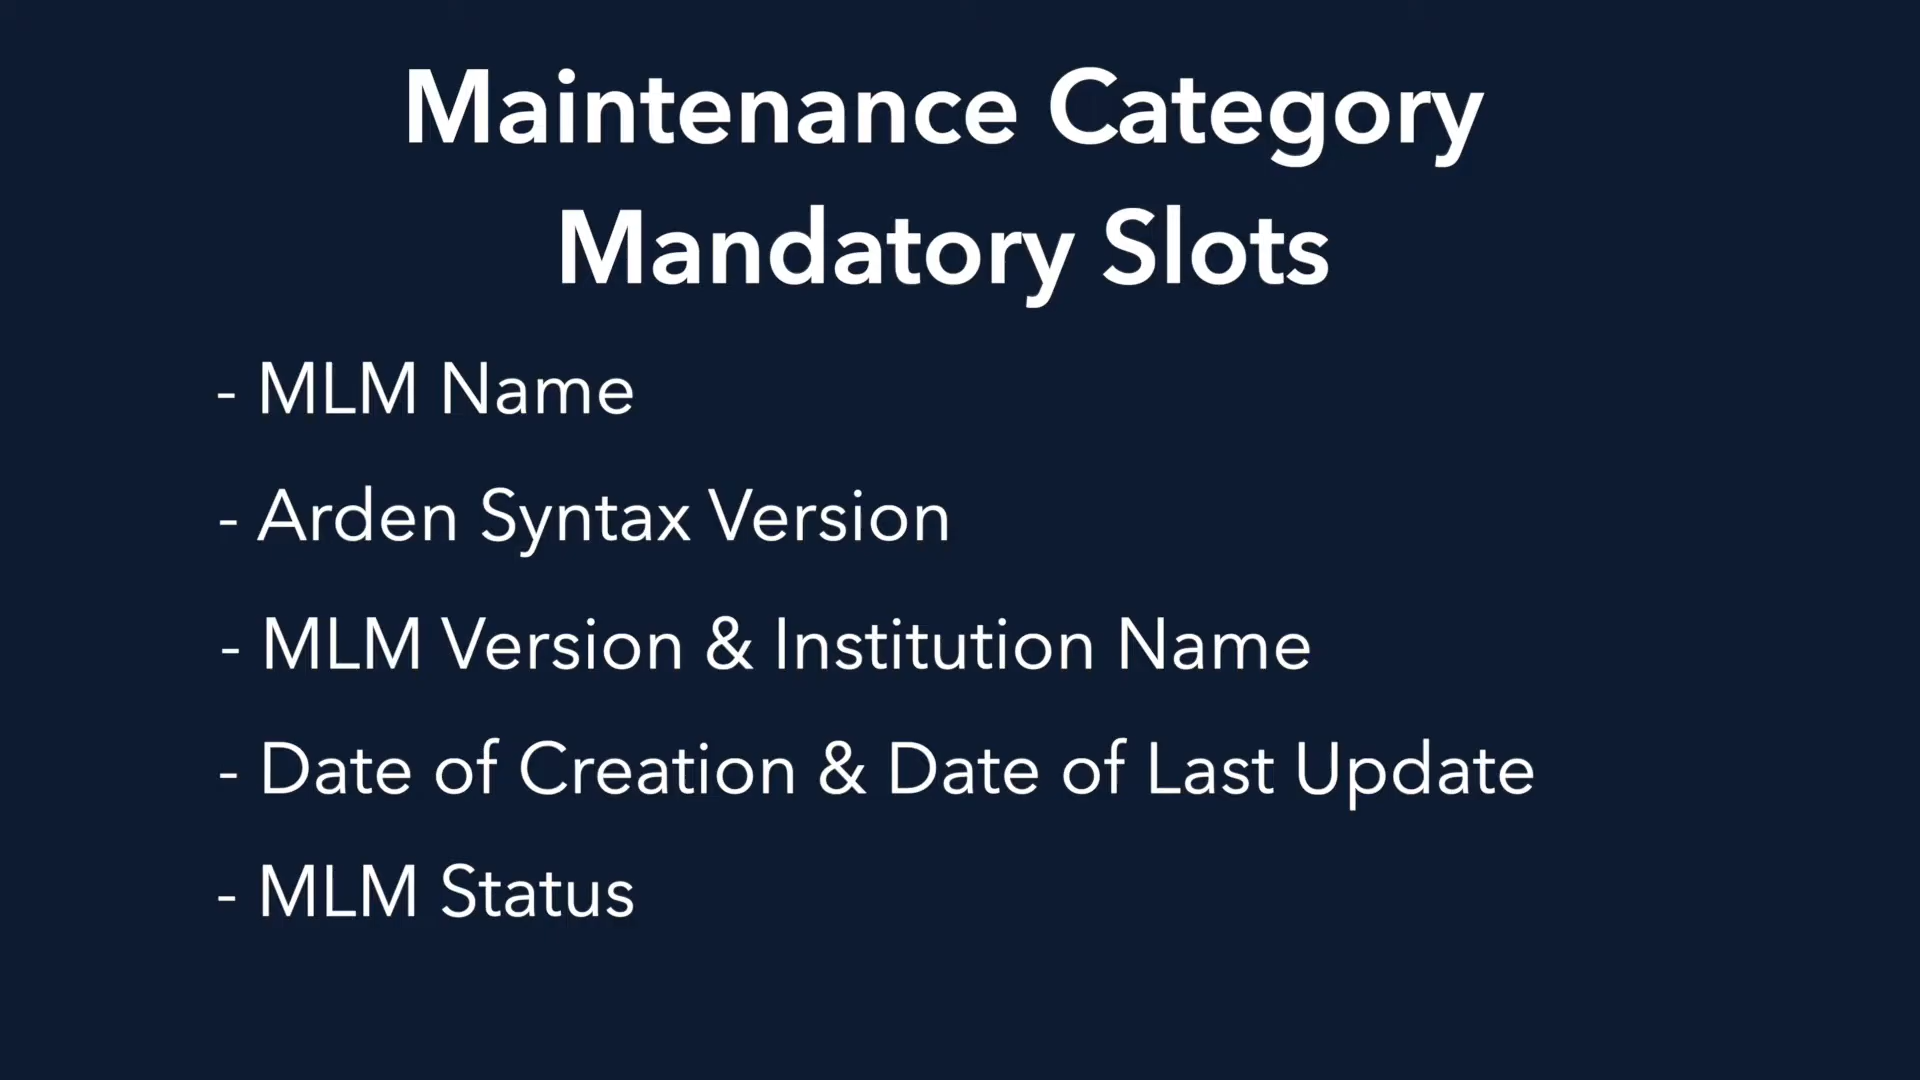 Maintenance Category
Mandatory Slots
- MLM Name
- Arden Syntax Version
- MLM Version & Institution Name
- Date of Creation & Date of Last Update
- MLM Status